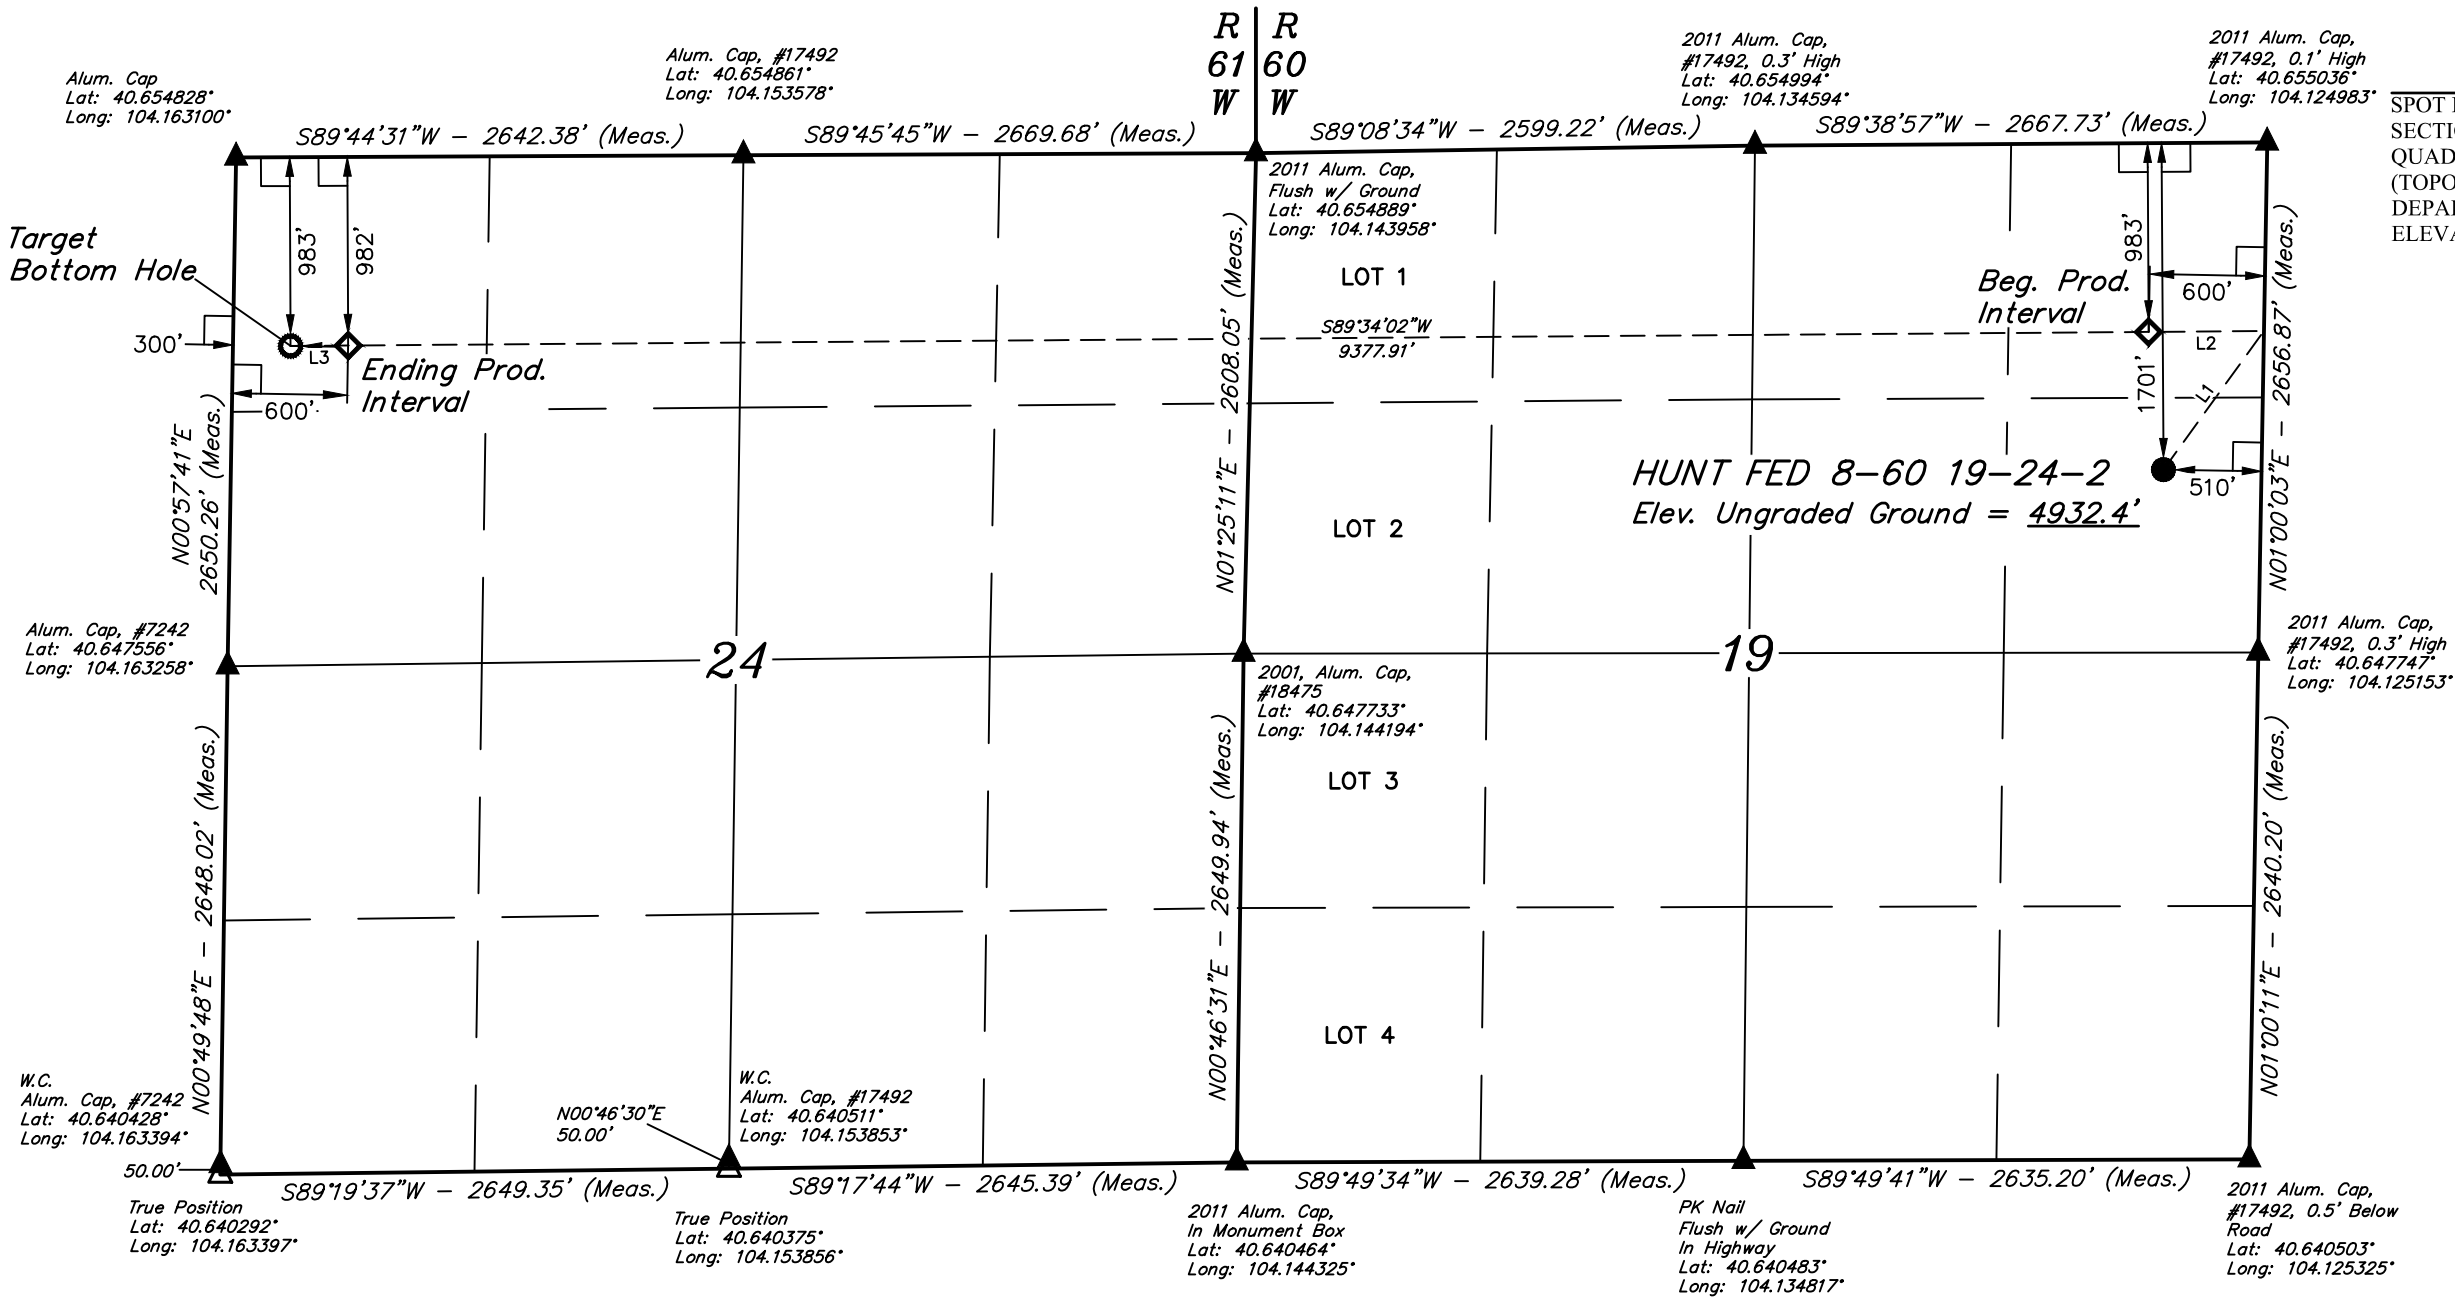 R R
61 60
W W
Alum. Cap
Lat: 40.654828°
Long: 104.163100°
Alum. Cap, #17492
Lat: 40.654861°
Long: 104.153578°
2011 Alum. Cap,
#17492, 0.3' High
Lat: 40.654994°
Long: 104.134594°
2011 Alum. Cap,
#17492, 0.1' High
Lat: 40.655036°
Long: 104.124983°
SPOT
ELEVA
S89°44'31"W - 2642.38' (Meas.)
S89°45'45"W - 2669.68' (Meas.)
S89°08'34"W - 2599.22' (Meas.)
S89°38'57"W - 2667.73' (Meas.)
2011 Alum. Cap,
Flush w/ Ground
Lat: 40.654889°
Long: 104.143958°
Target
Bottom Hole
983'
982'
300'
L3
600'
Ending Prod.
Interval
N00°57'41"E
2650.26' (Meas.)
N01°25'11"E - 2608.05' (Meas.)
LOT 1
S89°34'02"W
9377.91'
Beg. Prod.
Interval
983'
600'
L2
1701'
L1
510'
N01°00'03"E - 2656.87' (Meas.)
HUNT FED 8-60 19-24-2
Elev. Ungraded Ground = 4932.4'
LOT 2
Alum. Cap, #7242
Lat: 40.647556°
Long: 104.163258°
24
19
2001, Alum. Cap,
#18475
Lat: 40.647733°
Long: 104.144194°
2011 Alum. Cap,
#17492, 0.3' High
Lat: 40.647747°
Long: 104.125153°
LOT 3
N00°49'48"E - 2648.02' (Meas.)
N00°46'31"E - 2649.94' (Meas.)
N01°00'11"E - 2640.20' (Meas.)
LOT 4
W.C.
Alum. Cap, #7242
Lat: 40.640428°
Long: 104.163394°
50.00'
N00°46'30"E
50.00'
W.C.
Alum. Cap, #17492
Lat: 40.640511°
Long: 104.153853°
S89°19'37"W - 2649.35' (Meas.)
S89°17'44"W - 2645.39' (Meas.)
S89°49'34"W - 2639.28' (Meas.)
S89°49'41"W - 2635.20' (Meas.)
True Position
Lat: 40.640292°
Long: 104.163397°
True Position
Lat: 40.640375°
Long: 104.153856°
2011 Alum. Cap,
In Monument Box
Lat: 40.640464°
Long: 104.144325°
PK Nail
Flush w/ Ground
In Highway
Lat: 40.640483°
Long: 104.134817°
2011 Alum. Cap,
#17492, 0.5' Below
Road
Lat: 40.640503°
Long: 104.125325°